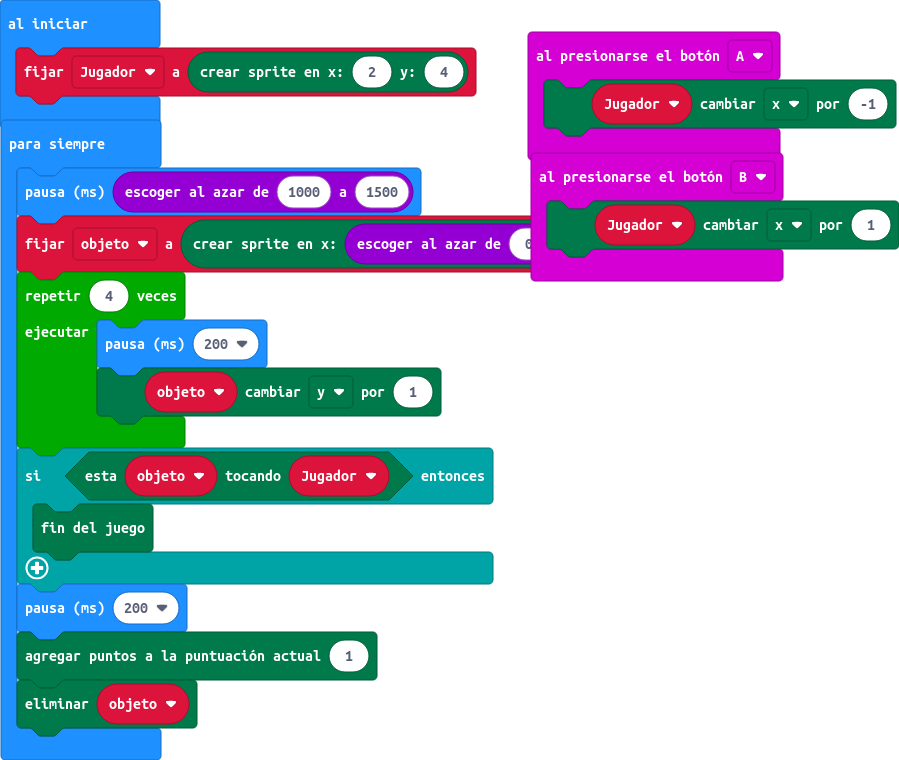 al iniciar
fijar Jugador a crear sprite en x: 2 y: 4
para siempre
pausa (ms) escoger al azar de 1000 a 1500
fijar objeto a crear sprite en x: escoger al azar de
repetir 4 veces
ejecutar
pausa (ms) 200
objeto cambiar y por 1
si esta objeto tocando Jugador entonces
fin del juego
pausa (ms) 200
agregar puntos a la puntuación actual 1
eliminar objeto
al presionarse el botón A
Jugador cambiar x por -1
al presionarse el botón B
Jugador cambiar x por 1